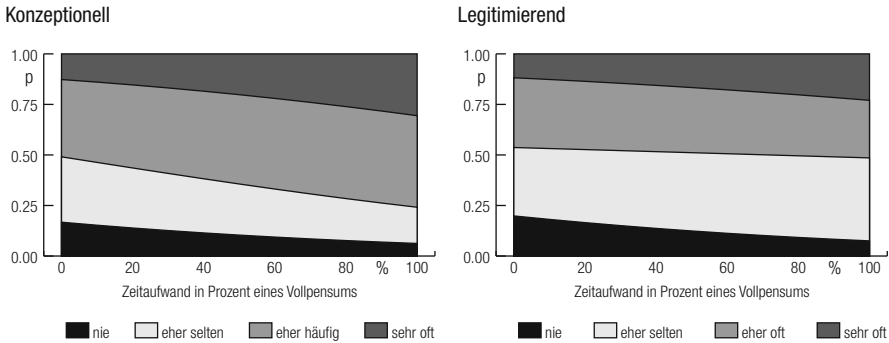 Konzeptionell
1.00
p
0.75
0.50
0.25
0.00
0 20 40 60 80 % 100
Zeitaufwand in Prozent eines Vollpensums
nie eher selten eher häufig sehr oft
Legitimierend
1.00
p
0.75
0.50
0.25
0.00
0 20 40 60 80 % 100
Zeitaufwand in Prozent eines Vollpensums
nie eher selten eher oft sehr oft